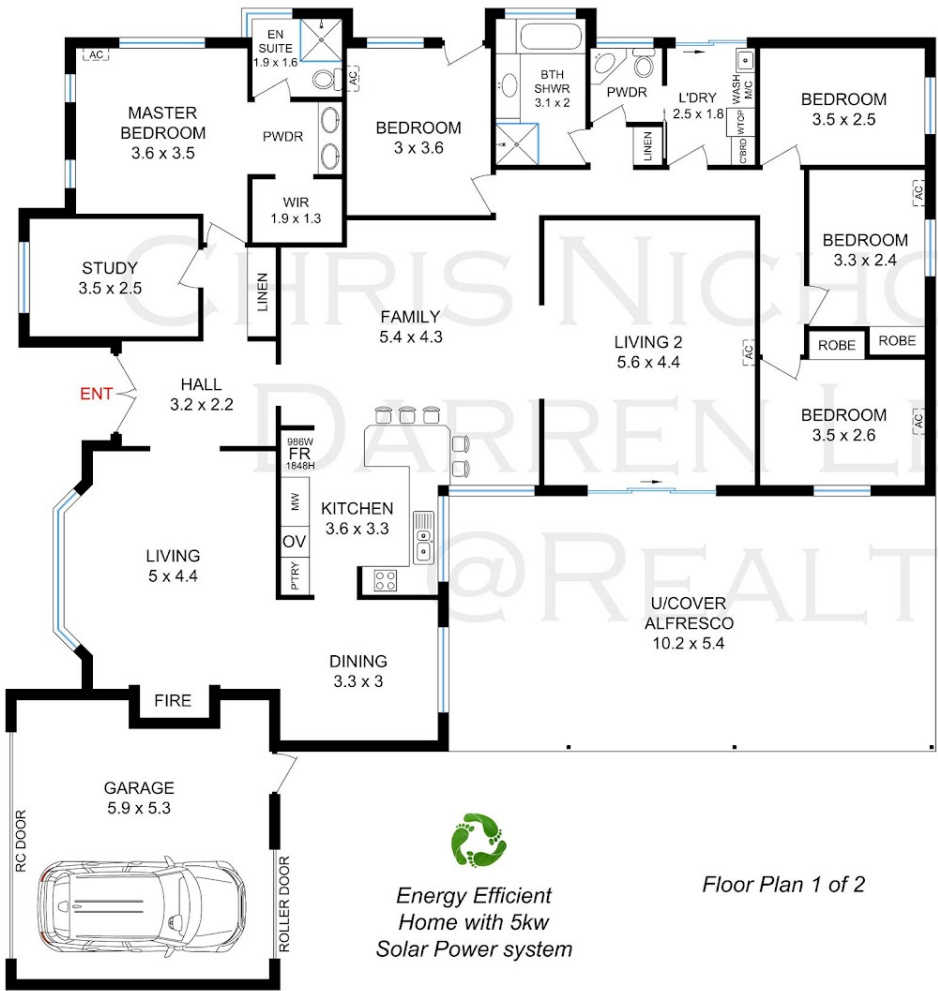 AC
EN
SUITE
1.9 x 1.6
MASTER
BEDROOM
3.6 x 3.5
PWDR
WIR
1.9 x 1.3
AC
BEDROOM
3 x 3.6
BTH
SHWR
3.1 x 2
PWDR
LINEN
L'DRY
2.5 x 1.8
WASH
M/C
WTOP
C'BRD
BEDROOM
3.5 x 2.5
AC
BEDROOM
3.3 x 2.4
ROBE
ROBE
BEDROOM
3.5 x 2.6
AC
STUDY
3.5 x 2.5
LINEN
FAMILY
5.4 x 4.3
LIVING 2
5.6 x 4.4
AC
ENT
HALL
3.2 x 2.2
986W
FR
1848H
MW
OV
P'TRY
KITCHEN
3.6 x 3.3
LIVING
5 x 4.4
DINING
3.3 x 3
U/COVER
ALFRESCO
10.2 x 5.4
FIRE
GARAGE
5.9 x 5.3
RC DOOR
ROLLER DOOR
Energy Efficient
Home with 5kw
Solar Power system
Floor Plan 1 of 2
CHRIS NICHO
DARREN LI
@REALT